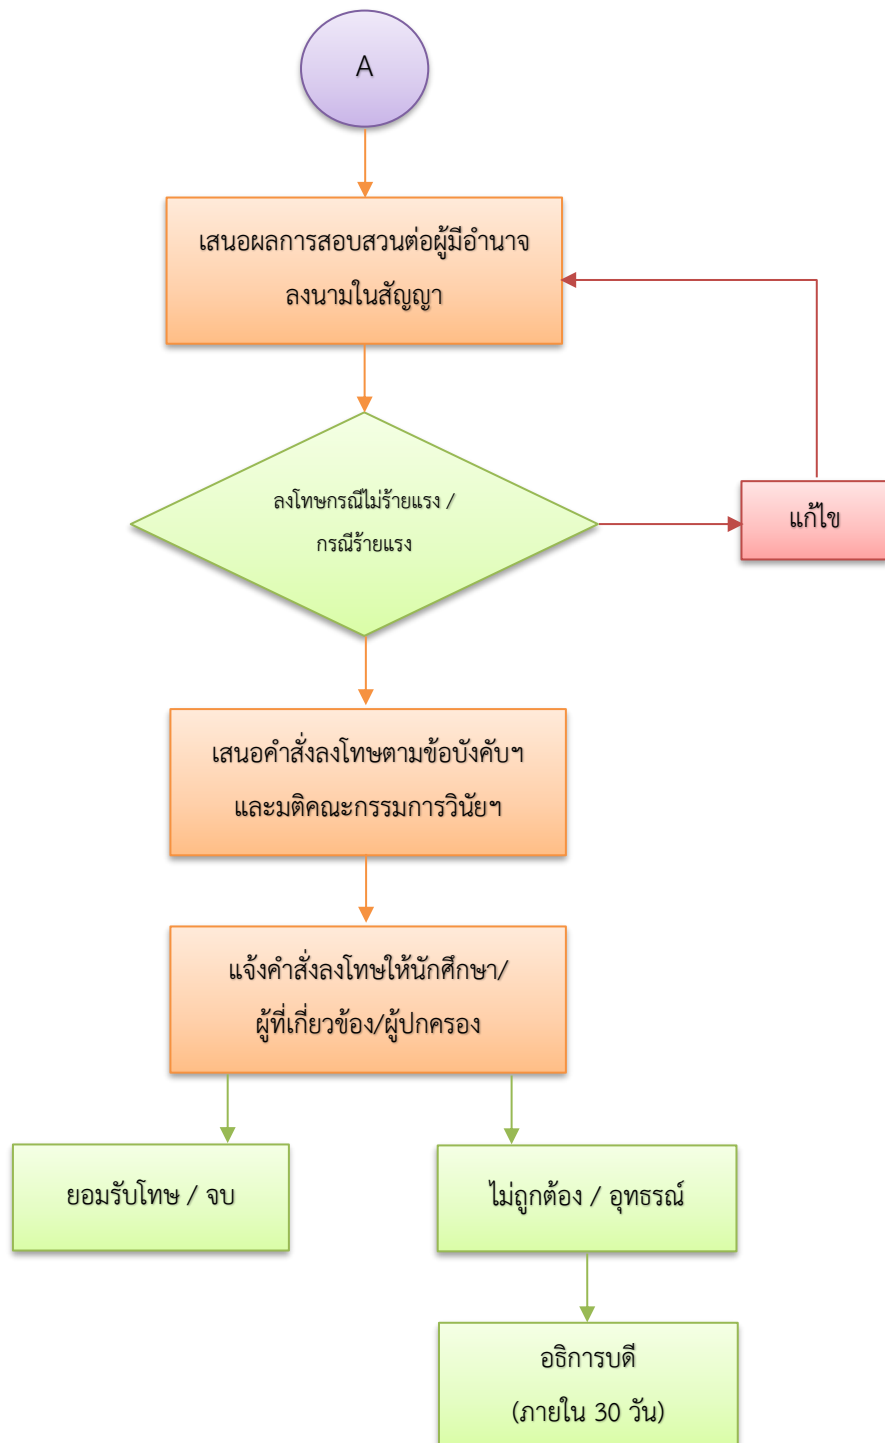 A
เสนอผลการสอบสวนต่อผู้มีอำนาจ
ลงนามในสัญญา
ลงโทษกรณีไม่ร้ายแรง /
กรณีร้ายแรง
แก้ไข
เสนอคำสั่งลงโทษตามข้อบังคับฯ
และมติคณะกรรมการวินัยฯ
แจ้งคำสั่งลงโทษให้นักศึกษา/
ผู้ที่เกี่ยวข้อง/ผู้ปกครอง
ยอมรับโทษ / จบ
ไม่ถูกต้อง / อุทธรณ์
อธิการบดี
(ภายใน 30 วัน)